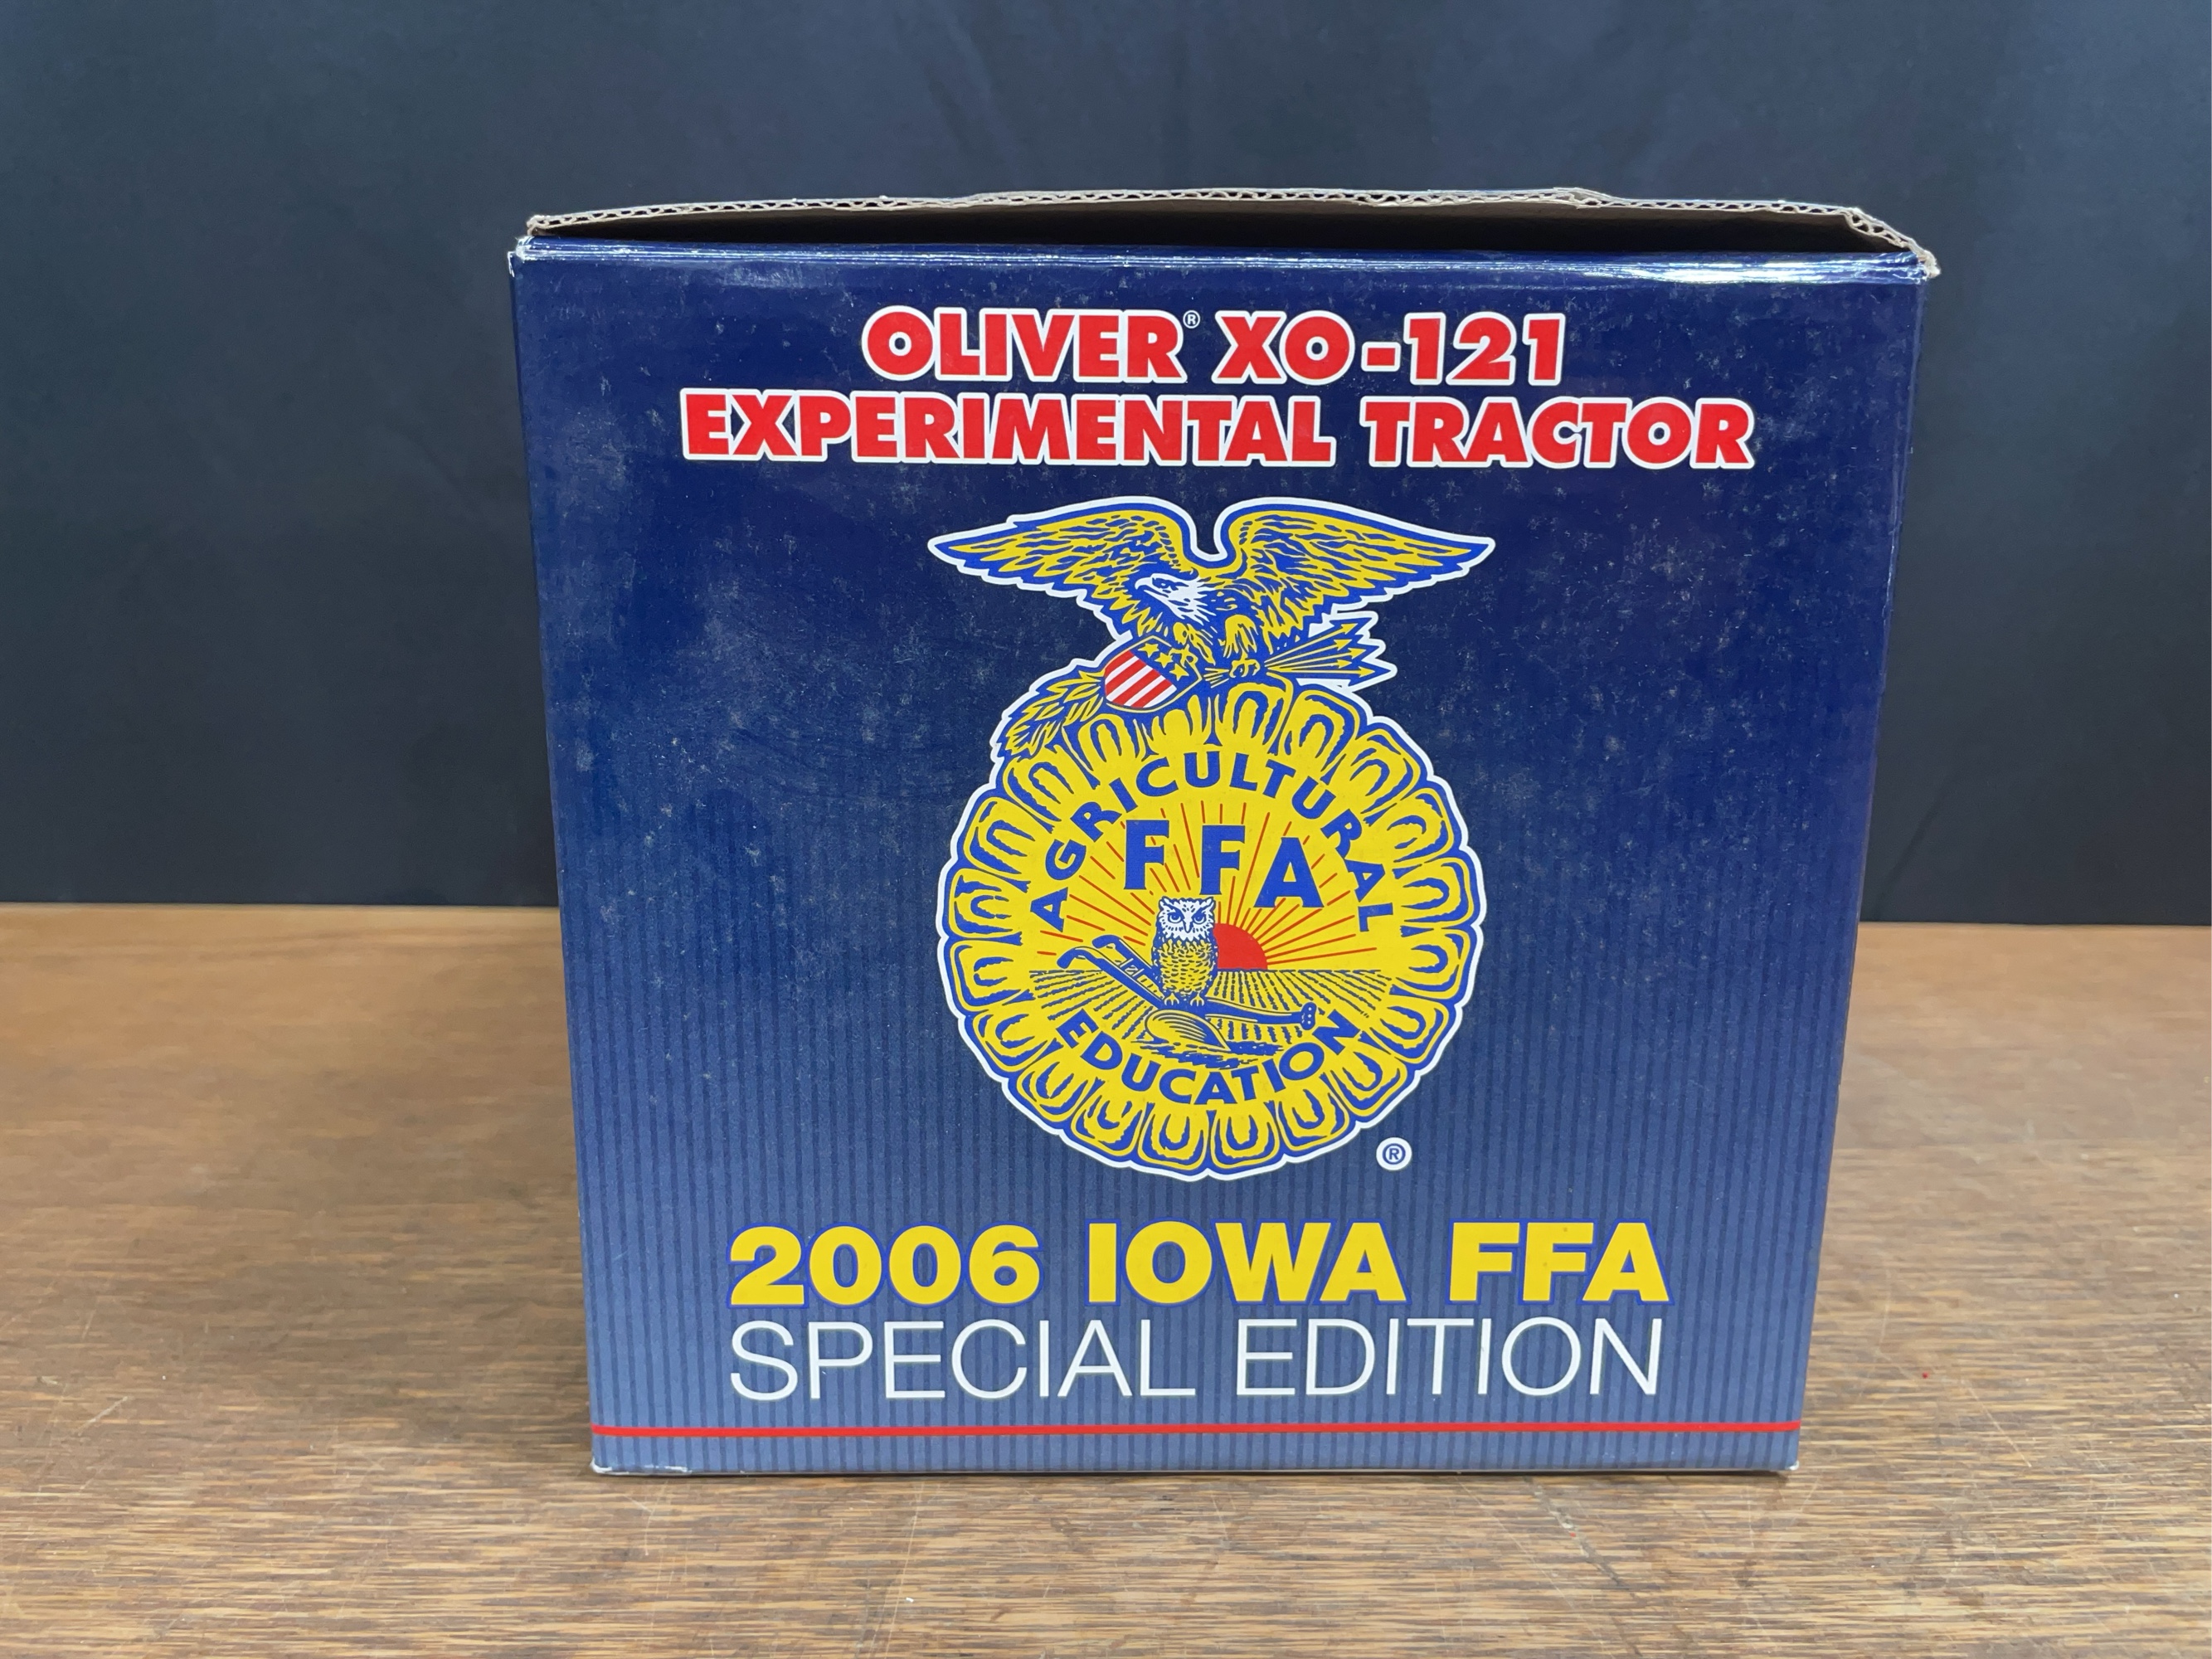 OLIVER® XO-121
EXPERIMENTAL TRACTOR
AGRICULTURAL
FFA
EDUCATION
®
2006 IOWA FFA
SPECIAL EDITION